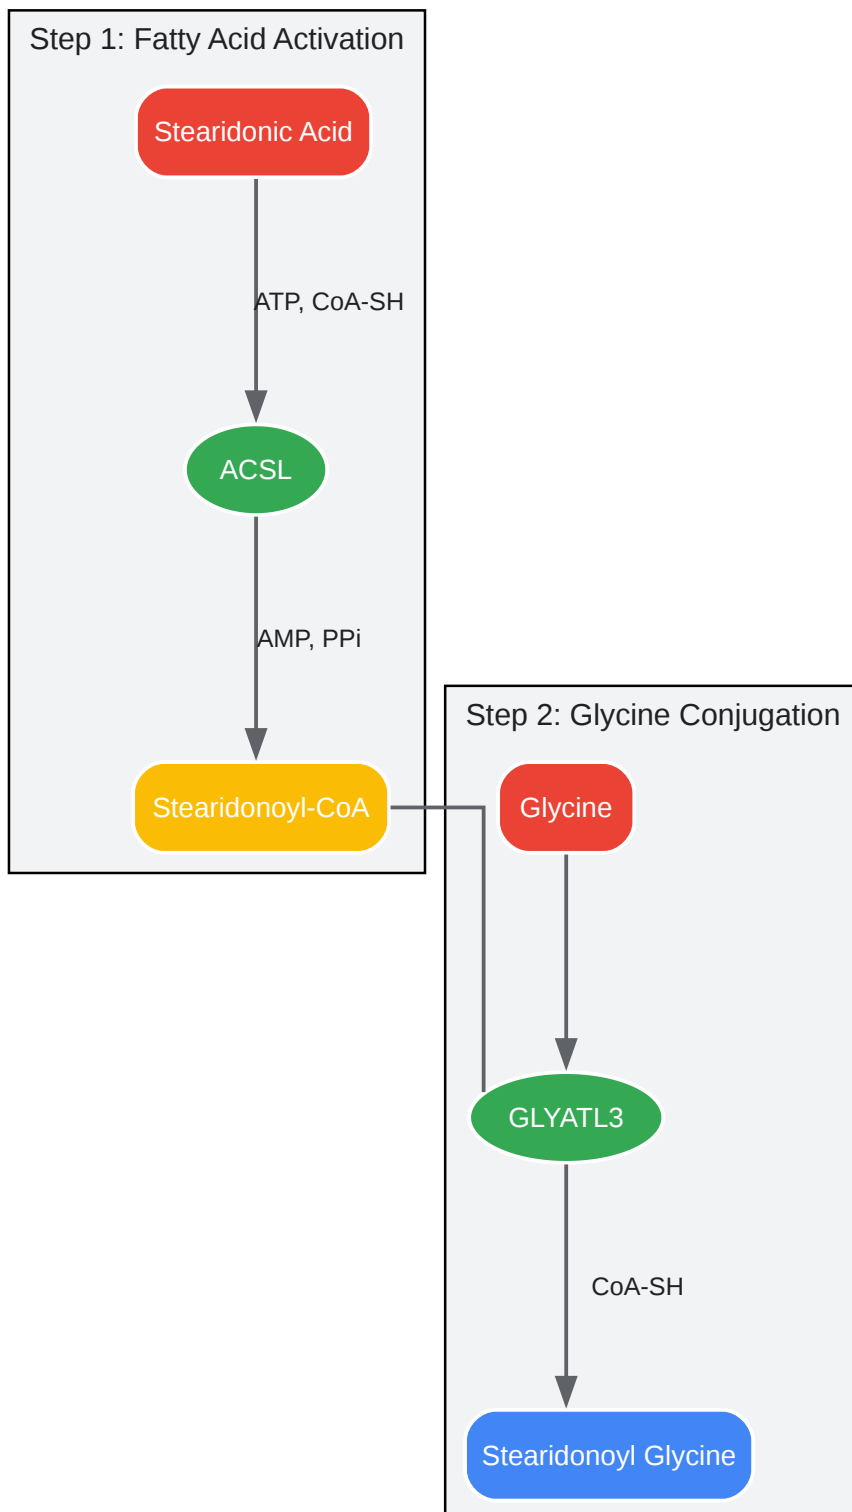 Step 1: Fatty Acid Activation
Stearidonic Acid
ATP, CoA-SH
ACSL
AMP, PPi
Stearidonoyl-CoA
Step 2: Glycine Conjugation
Glycine
GLYATL3
CoA-SH
Stearidonoyl Glycine